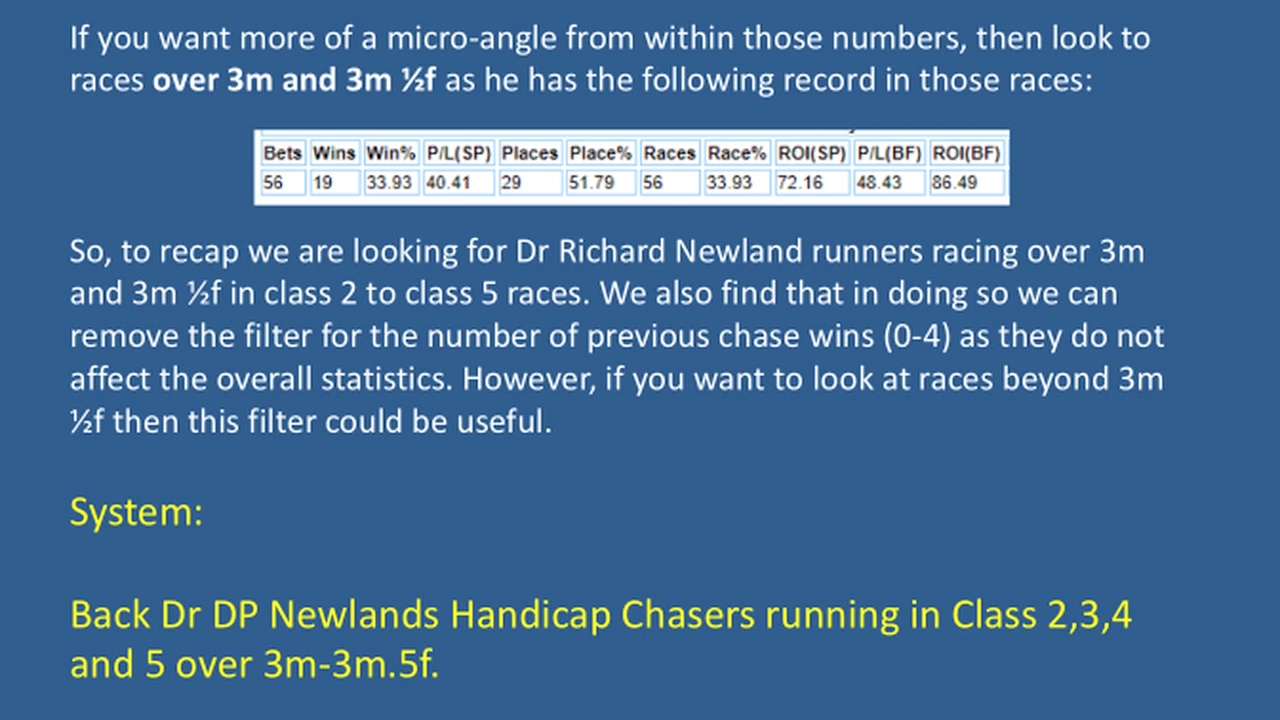 If you want more of a micro-angle from within those numbers, then look to
races over 3m and 3m ½f as he has the following record in those races:
Bets Wins Win% P/L(SP) Places Place% Races Race% ROI(SP) P/L(BF) ROI(BF)
56 19 33.93 40.41 29 51.79 56 33.93 72.16 48.43 86.49
So, to recap we are looking for Dr Richard Newland runners racing over 3m
and 3m ½f in class 2 to class 5 races. We also find that in doing so we can
remove the filter for the number of previous chase wins (0-4) as they do not
affect the overall statistics. However, if you want to look at races beyond 3m
½f then this filter could be useful.
System:
Back Dr DP Newlands Handicap Chasers running in Class 2,3,4
and 5 over 3m-3m.5f.